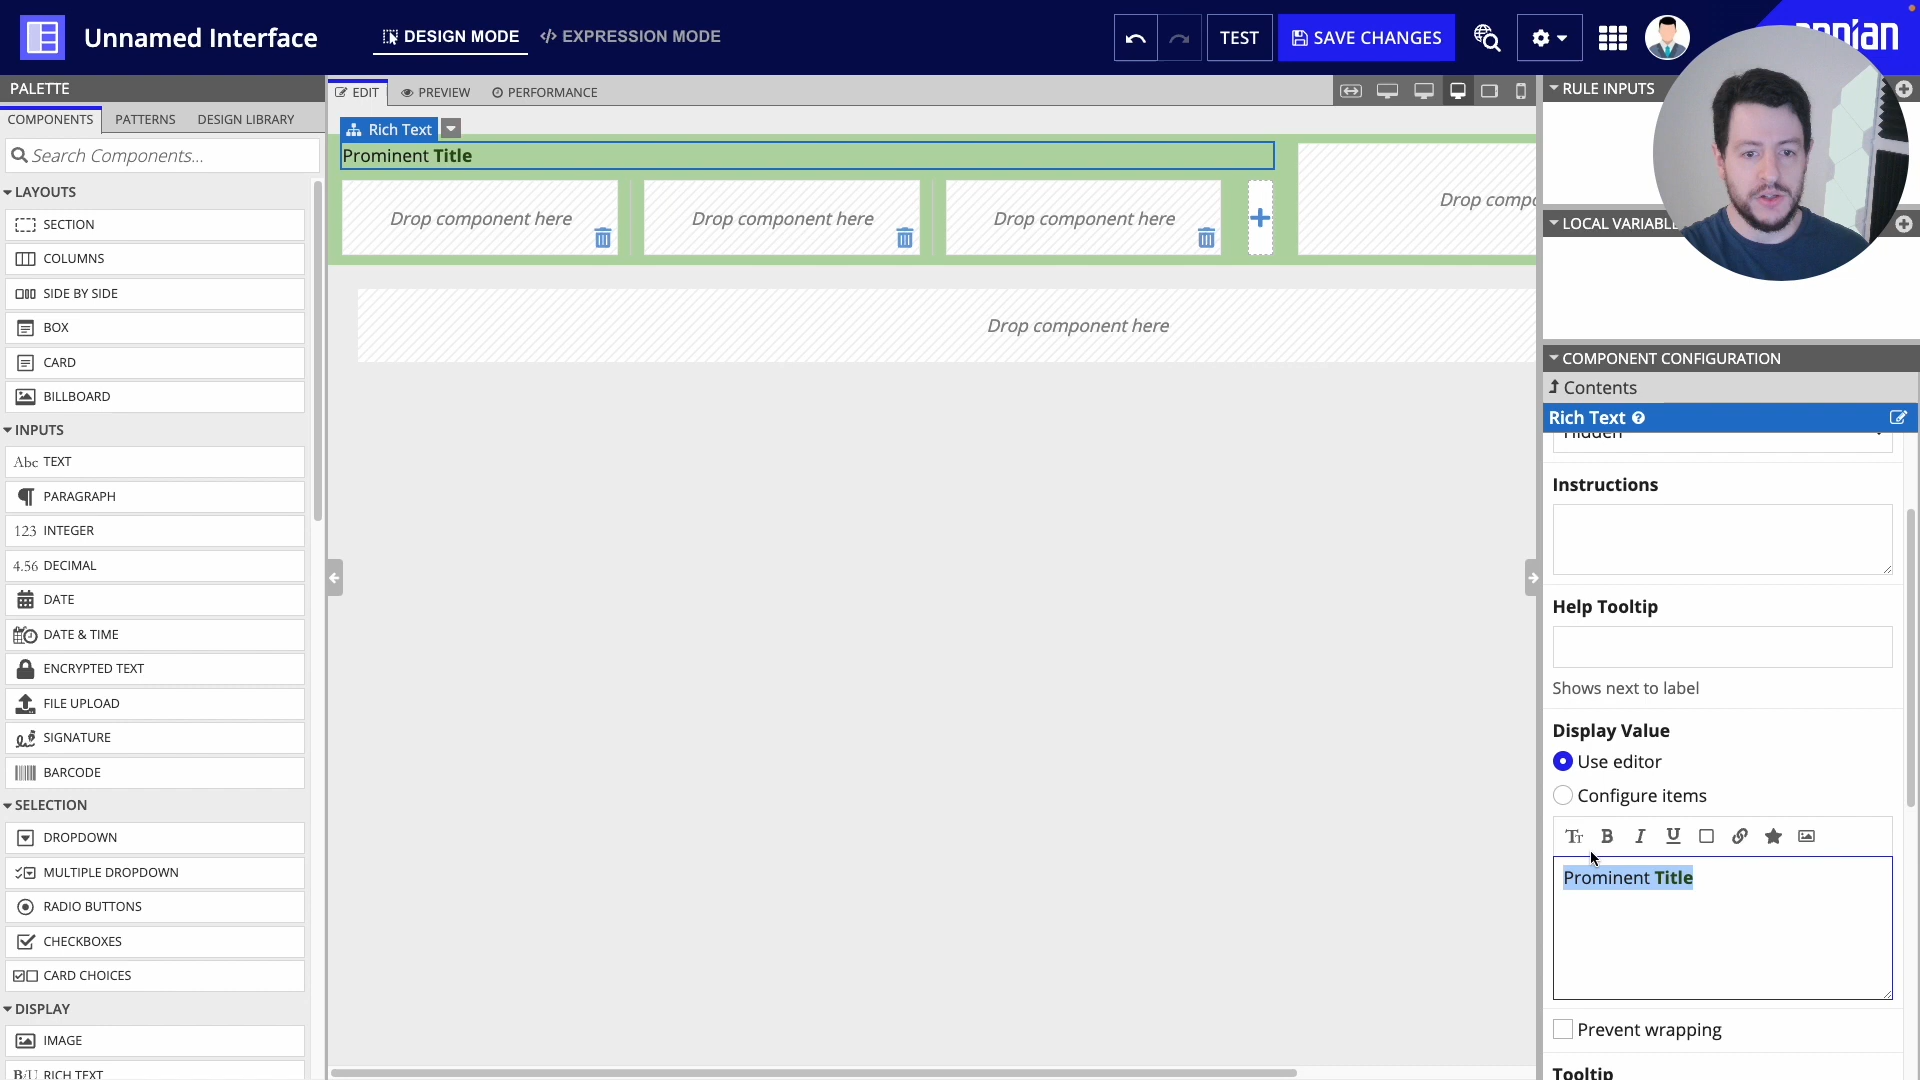 Unnamed Interface
DESIGN MODE
</> EXPRESSION MODE
TEST
SAVE CHANGES
appian
PALETTE
EDIT
PREVIEW
PERFORMANCE
RULE INPUTS
COMPONENTS
PATTERNS
DESIGN LIBRARY
Search Components...
Rich Text
Prominent Title
Drop component here
Drop component here
Drop component here
Drop compo
Drop component here
LAYOUTS
SECTION
COLUMNS
SIDE BY SIDE
BOX
CARD
BILLBOARD
INPUTS
Abc TEXT
PARAGRAPH
123 INTEGER
4.56 DECIMAL
DATE
DATE & TIME
ENCRYPTED TEXT
FILE UPLOAD
SIGNATURE
BARCODE
SELECTION
DROPDOWN
MULTIPLE DROPDOWN
RADIO BUTTONS
CHECKBOXES
CARD CHOICES
DISPLAY
IMAGE
B/U RICH TEXT
LOCAL VARIABLE
COMPONENT CONFIGURATION
Contents
Rich Text
Hidden
Instructions
Help Tooltip
Shows next to label
Display Value
Use editor
Configure items
TT B I U
Prominent Title
Prevent wrapping
Tooltip